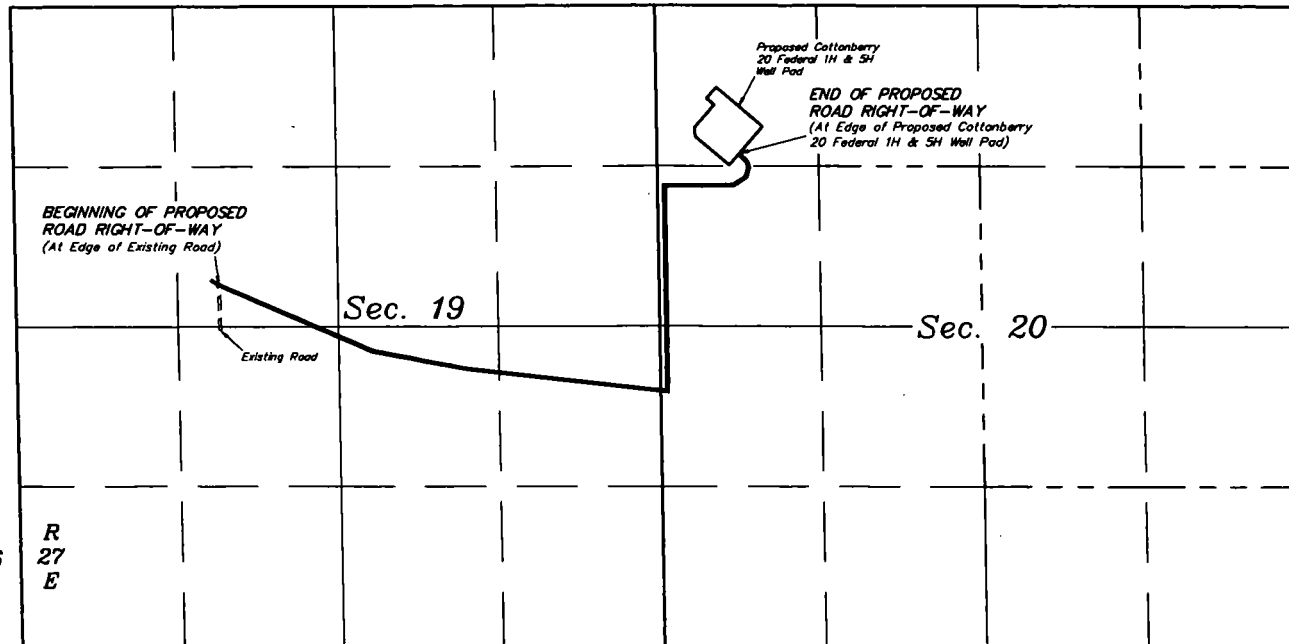 Proposed Cottonberry
20 Federal 1H & 5H
Well Pad
END OF PROPOSED
ROAD RIGHT-OF-WAY
(At Edge of Proposed Cottonberry
20 Federal 1H & 5H Well Pad)
BEGINNING OF PROPOSED
ROAD RIGHT-OF-WAY
(At Edge of Existing Road)
Sec. 19
Sec. 20
Existing Road
R
27
E